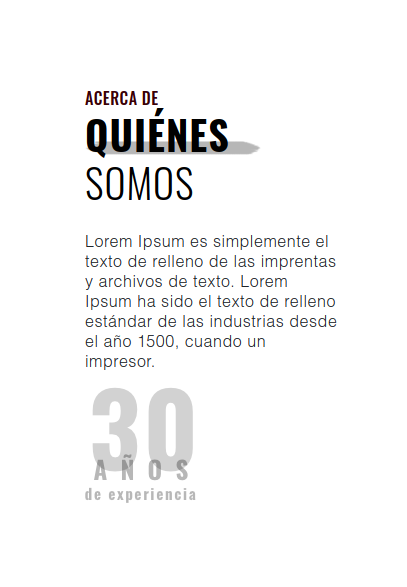 ACERCA DE
QUIÉNES
SOMOS
Lorem Ipsum es simplemente el
texto de relleno de las imprentas
y archivos de texto. Lorem
Ipsum ha sido el texto de relleno
estándar de las industrias desde
el año 1500, cuando un
impresor.
30
AÑOS
de experiencia